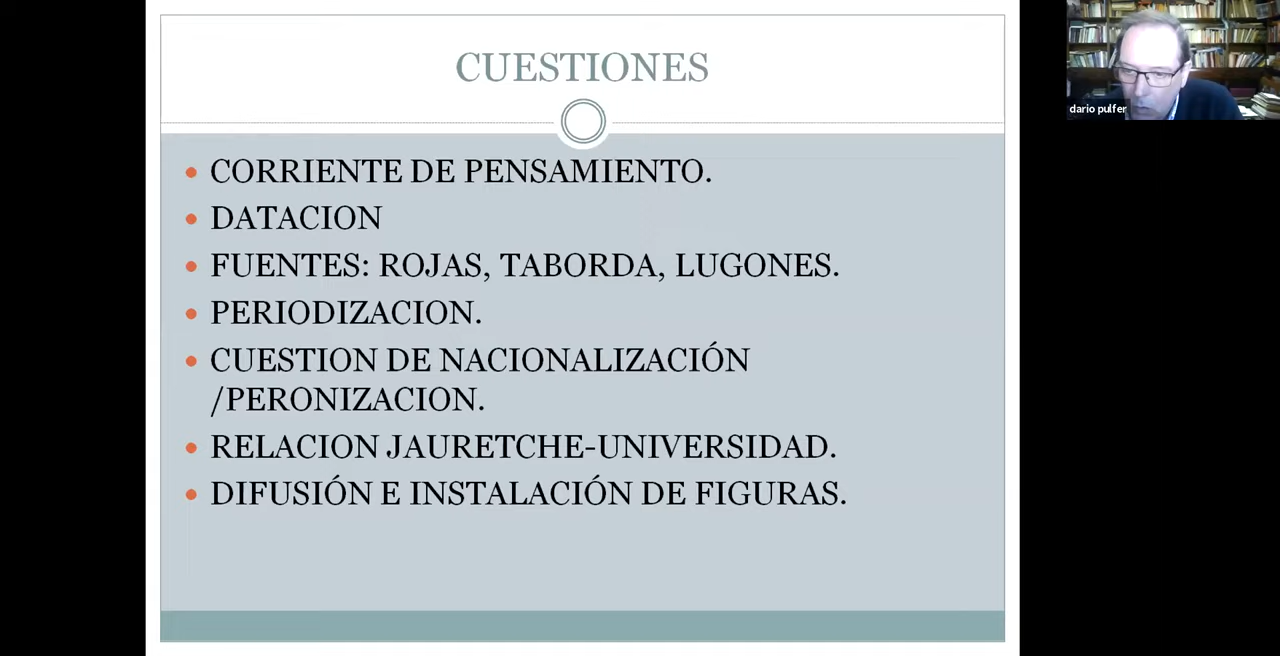 CUESTIONES
CORRIENTE DE PENSAMIENTO.
DATACION
FUENTES: ROJAS, TABORDA, LUGONES.
PERIODIZACION.
CUESTION DE NACIONALIZACIÓN
/PERONIZACION.
RELACION JAURETCHE-UNIVERSIDAD.
DIFUSIÓN E INSTALACIÓN DE FIGURAS.
dario pulfer